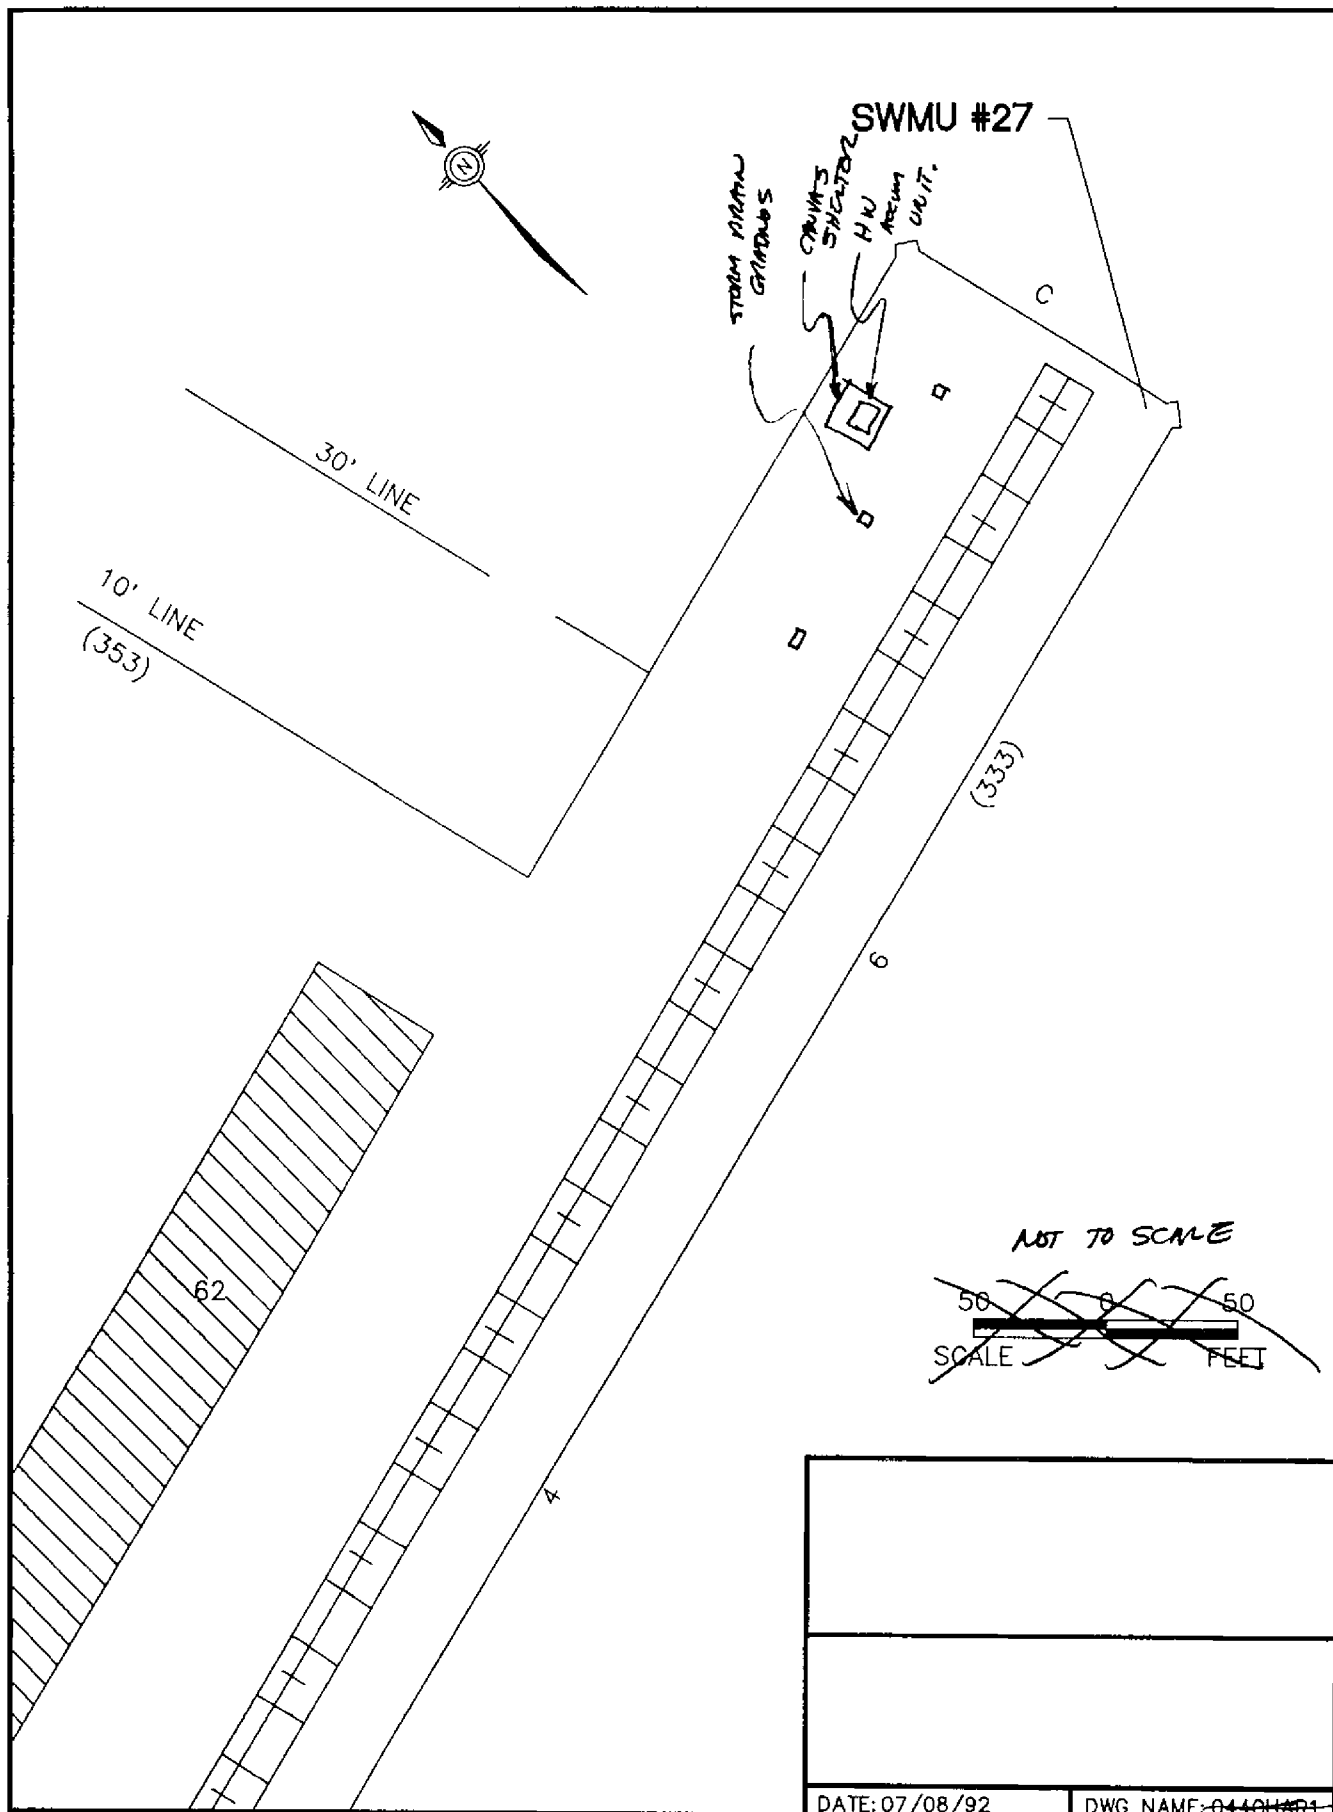 SWMU #27
STORM DRAIN
GRATINGS
CANVAS
SHELTER
HW
Accum
UNIT.
N
C
30' LINE
10' LINE
(353)
(333)
6
62
4
NOT TO SCALE
50 0 50
SCALE FEET
DATE: 07/08/92
DWG NAME: